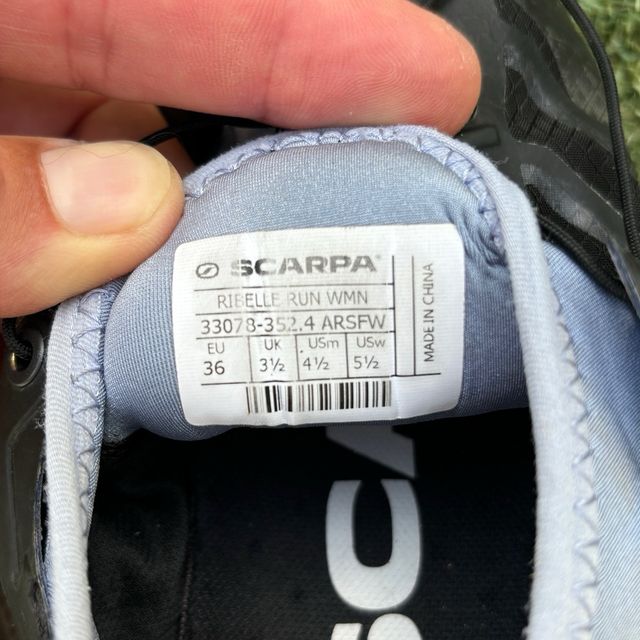 SCARPA
RIBELLE RUN WMN
33078-352.4 ARSFW
EU UK USm USw
36 3½ 4½ 5½
MADE IN CHINA
SCA